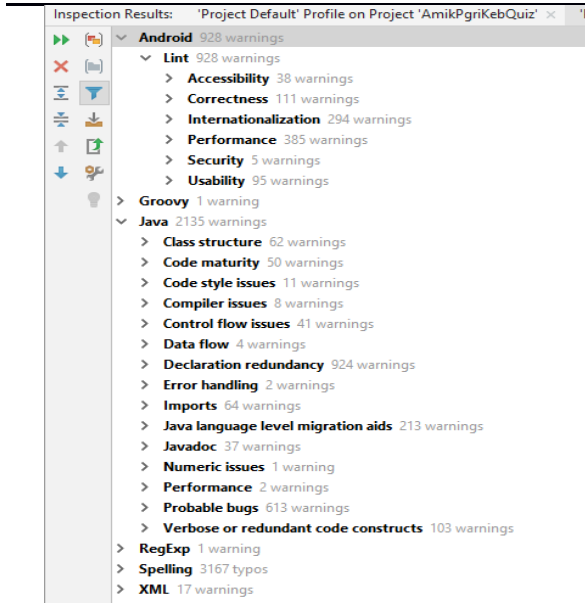 Inspection Results: 'Project Default' Profile on Project 'AmikPgriKebQuiz' ×
Android 928 warnings
Lint 928 warnings
Accessibility 38 warnings
Correctness 111 warnings
Internationalization 294 warnings
Performance 385 warnings
Security 5 warnings
Usability 95 warnings
Groovy 1 warning
Java 2135 warnings
Class structure 62 warnings
Code maturity 50 warnings
Code style issues 11 warnings
Compiler issues 8 warnings
Control flow issues 41 warnings
Data flow 4 warnings
Declaration redundancy 924 warnings
Error handling 2 warnings
Imports 64 warnings
Java language level migration aids 213 warnings
Javadoc 37 warnings
Numeric issues 1 warning
Performance 2 warnings
Probable bugs 613 warnings
Verbose or redundant code constructs 103 warnings
RegExp 1 warning
Spelling 3167 typos
XML 17 warnings